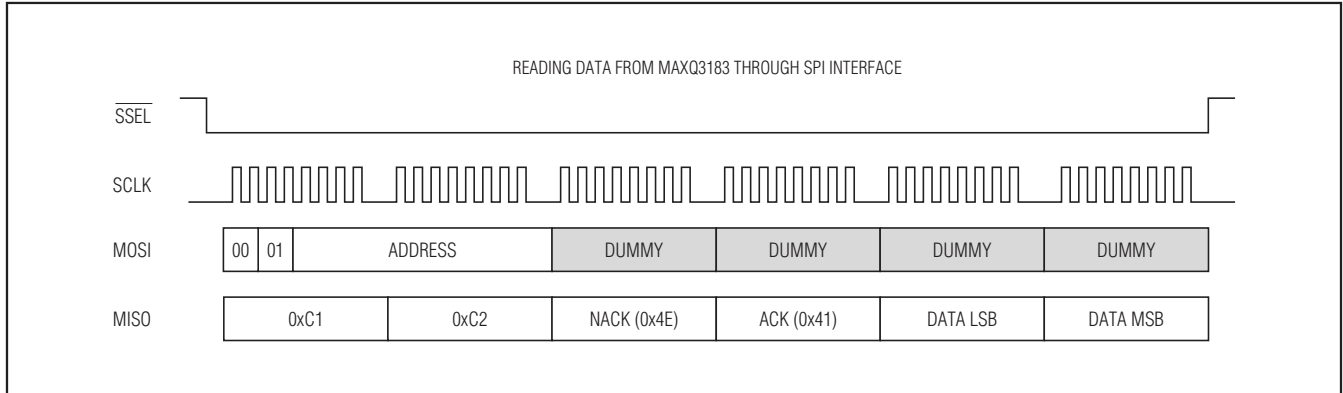 READING DATA FROM MAXQ3183 THROUGH SPI INTERFACE
SSEL
SCLK
MOSI 00 01 ADDRESS DUMMY DUMMY DUMMY DUMMY
MISO 0xC1 0xC2 NACK (0x4E) ACK (0x41) DATA LSB DATA MSB